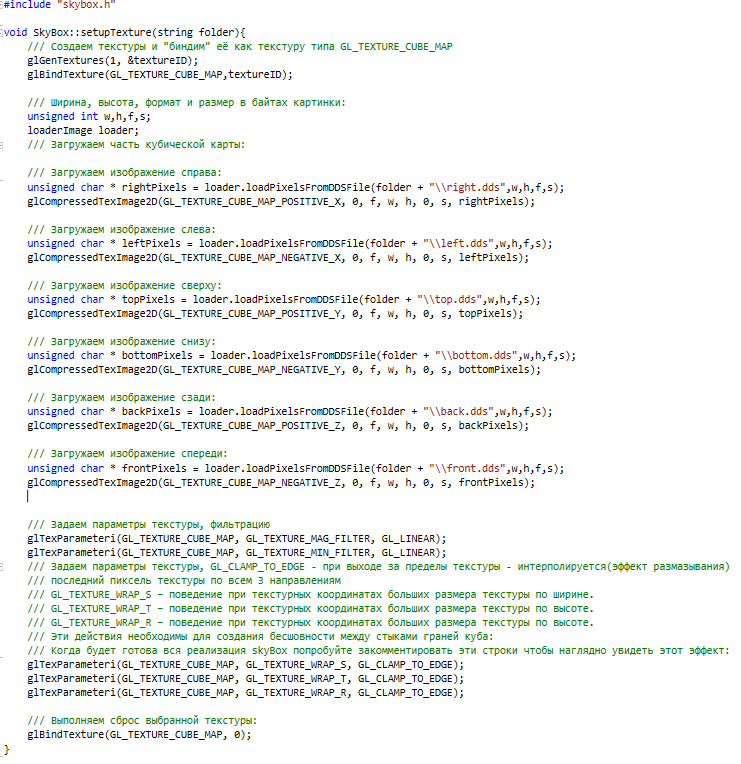 #include "skybox.h"
void SkyBox::setupTexture(string folder){
/// Создаем текстуры и "биндим" её как текстуру типа GL_TEXTURE_CUBE_MAP
glGenTextures(1, &textureID);
glBindTexture(GL_TEXTURE_CUBE_MAP,textureID);
/// Ширина, высота, формат и размер в байтах картинки:
unsigned int w,h,f,s;
loaderImage loader;
/// Загружаем часть кубической карты:
/// Загружаем изображение справа:
unsigned char * rightPixels = loader.loadPixelsFromDDSFile(folder + "\\right.dds",w,h,f,s);
glCompressedTexImage2D(GL_TEXTURE_CUBE_MAP_POSITIVE_X, 0, f, w, h, 0, s, rightPixels);
/// Загружаем изображение слева:
unsigned char * leftPixels = loader.loadPixelsFromDDSFile(folder + "\\left.dds",w,h,f,s);
glCompressedTexImage2D(GL_TEXTURE_CUBE_MAP_NEGATIVE_X, 0, f, w, h, 0, s, leftPixels);
/// Загружаем изображение сверху:
unsigned char * topPixels = loader.loadPixelsFromDDSFile(folder + "\\top.dds",w,h,f,s);
glCompressedTexImage2D(GL_TEXTURE_CUBE_MAP_POSITIVE_Y, 0, f, w, h, 0, s, topPixels);
/// Загружаем изображение снизу:
unsigned char * bottomPixels = loader.loadPixelsFromDDSFile(folder + "\\bottom.dds",w,h,f,s);
glCompressedTexImage2D(GL_TEXTURE_CUBE_MAP_NEGATIVE_Y, 0, f, w, h, 0, s, bottomPixels);
/// Загружаем изображение сзади:
unsigned char * backPixels = loader.loadPixelsFromDDSFile(folder + "\\back.dds",w,h,f,s);
glCompressedTexImage2D(GL_TEXTURE_CUBE_MAP_POSITIVE_Z, 0, f, w, h, 0, s, backPixels);
/// Загружаем изображение спереди:
unsigned char * frontPixels = loader.loadPixelsFromDDSFile(folder + "\\front.dds",w,h,f,s);
glCompressedTexImage2D(GL_TEXTURE_CUBE_MAP_NEGATIVE_Z, 0, f, w, h, 0, s, frontPixels);
/// Задаем параметры текстуры, фильтрацию
glTexParameteri(GL_TEXTURE_CUBE_MAP, GL_TEXTURE_MAG_FILTER, GL_LINEAR);
glTexParameteri(GL_TEXTURE_CUBE_MAP, GL_TEXTURE_MIN_FILTER, GL_LINEAR);
/// Задаем параметры текстуры, GL_CLAMP_TO_EDGE - при выходе за пределы текстуры - интерполируется(эффект размазывания)
/// последний пиксель текстуры по всем 3 направлениям
/// GL_TEXTURE_WRAP_S – поведение при текстурных координатах больших размера текстуры по ширине.
/// GL_TEXTURE_WRAP_T – поведение при текстурных координатах больших размера текстуры по высоте.
/// GL_TEXTURE_WRAP_R – поведение при текстурных координатах больших размера текстуры по высоте.
/// Эти действия необходимы для создания бесшовности между стыками граней куба:
/// Когда будет готова вся реализация skyBox попробуйте закомментировать эти строки чтобы наглядно увидеть этот эффект:
glTexParameteri(GL_TEXTURE_CUBE_MAP, GL_TEXTURE_WRAP_S, GL_CLAMP_TO_EDGE);
glTexParameteri(GL_TEXTURE_CUBE_MAP, GL_TEXTURE_WRAP_T, GL_CLAMP_TO_EDGE);
glTexParameteri(GL_TEXTURE_CUBE_MAP, GL_TEXTURE_WRAP_R, GL_CLAMP_TO_EDGE);
/// Выполняем сброс выбранной текстуры:
glBindTexture(GL_TEXTURE_CUBE_MAP, 0);
}